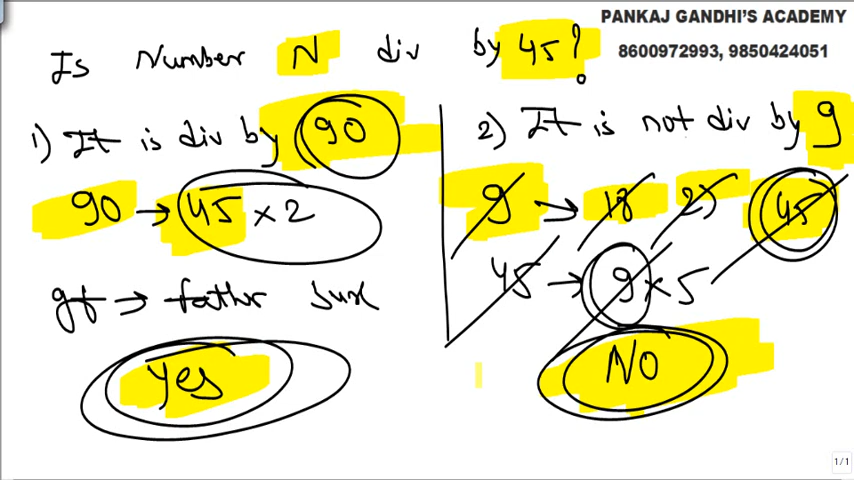 PANKAJ GANDHI'S ACADEMY
8600972993, 9850424051
Is Number N div by 45?
1) It is div by 90
90 → 45 × 2
gf → father sure
Yes
2) It is not div by 9
9 → 18 27 45
45 → 9 × 5
NO
1/1